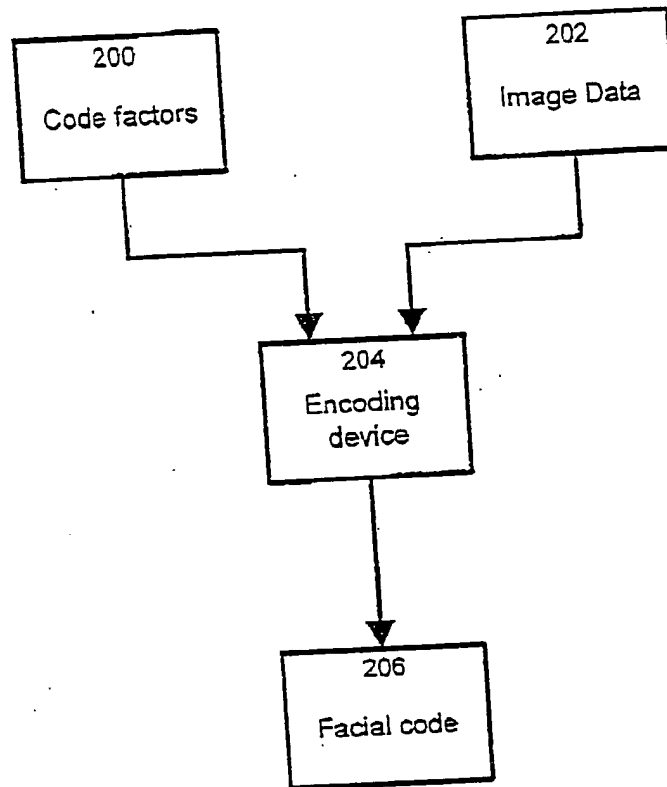 200
Code factors
202
Image Data
204
Encoding
device
206
Facial code